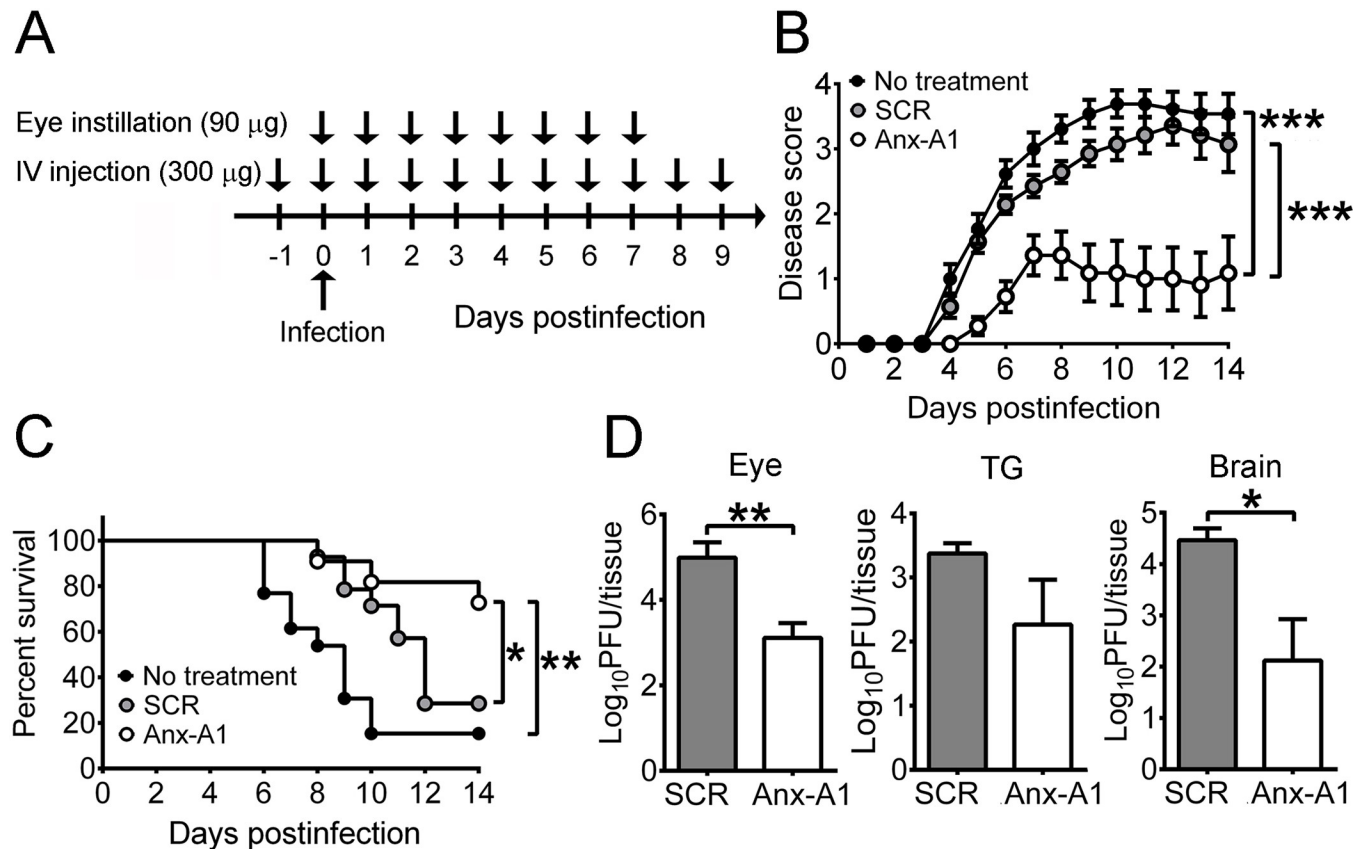 A
Eye instillation (90 μg)
IV injection (300 μg)
-1 0 1 2 3 4 5 6 7 8 9
Infection
Days postinfection
B
No treatment
SCR
Anx-A1
Disease score
4
3
2
1
0
0 2 4 6 8 10 12 14
Days postinfection
***
***
C
Percent survival
100
80
60
40
20
0
No treatment
SCR
Anx-A1
0 2 4 6 8 10 12 14
Days postinfection
*
**
D
Eye
Log10PFU/tissue
6
4
2
0
**
SCR Anx-A1
TG
Log10PFU/tissue
4
3
2
1
0
SCR Anx-A1
Brain
Log10PFU/tissue
5
4
3
2
1
0
*
SCR Anx-A1